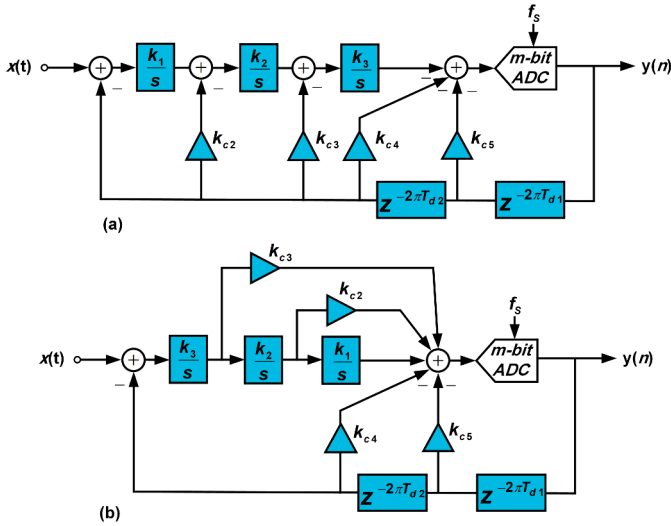 f_s
x(t) + k_1/s + k_2/s + k_3/s + m-bit ADC y(n)
− − − − −
k_c2 k_c3 k_c4 k_c5
z^−2πT_d2 z^−2πT_d1
(a)
k_c3
k_c2 f_s
x(t) + k_3/s k_2/s k_1/s + m-bit ADC y(n)
− − −
k_c4 k_c5
z^−2πT_d2 z^−2πT_d1
(b)